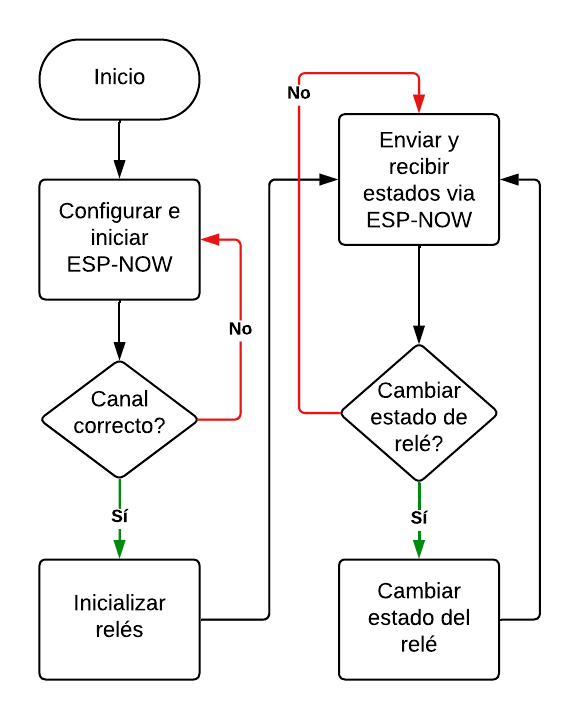 Inicio
Configurar e
iniciar
ESP-NOW
No
Canal
correcto?
Sí
Inicializar
relés
No
Enviar y
recibir
estados via
ESP-NOW
Cambiar
estado de
relé?
Sí
Cambiar
estado del
relé